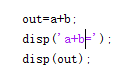 out=a+b;
disp('a+b=');
disp(out);